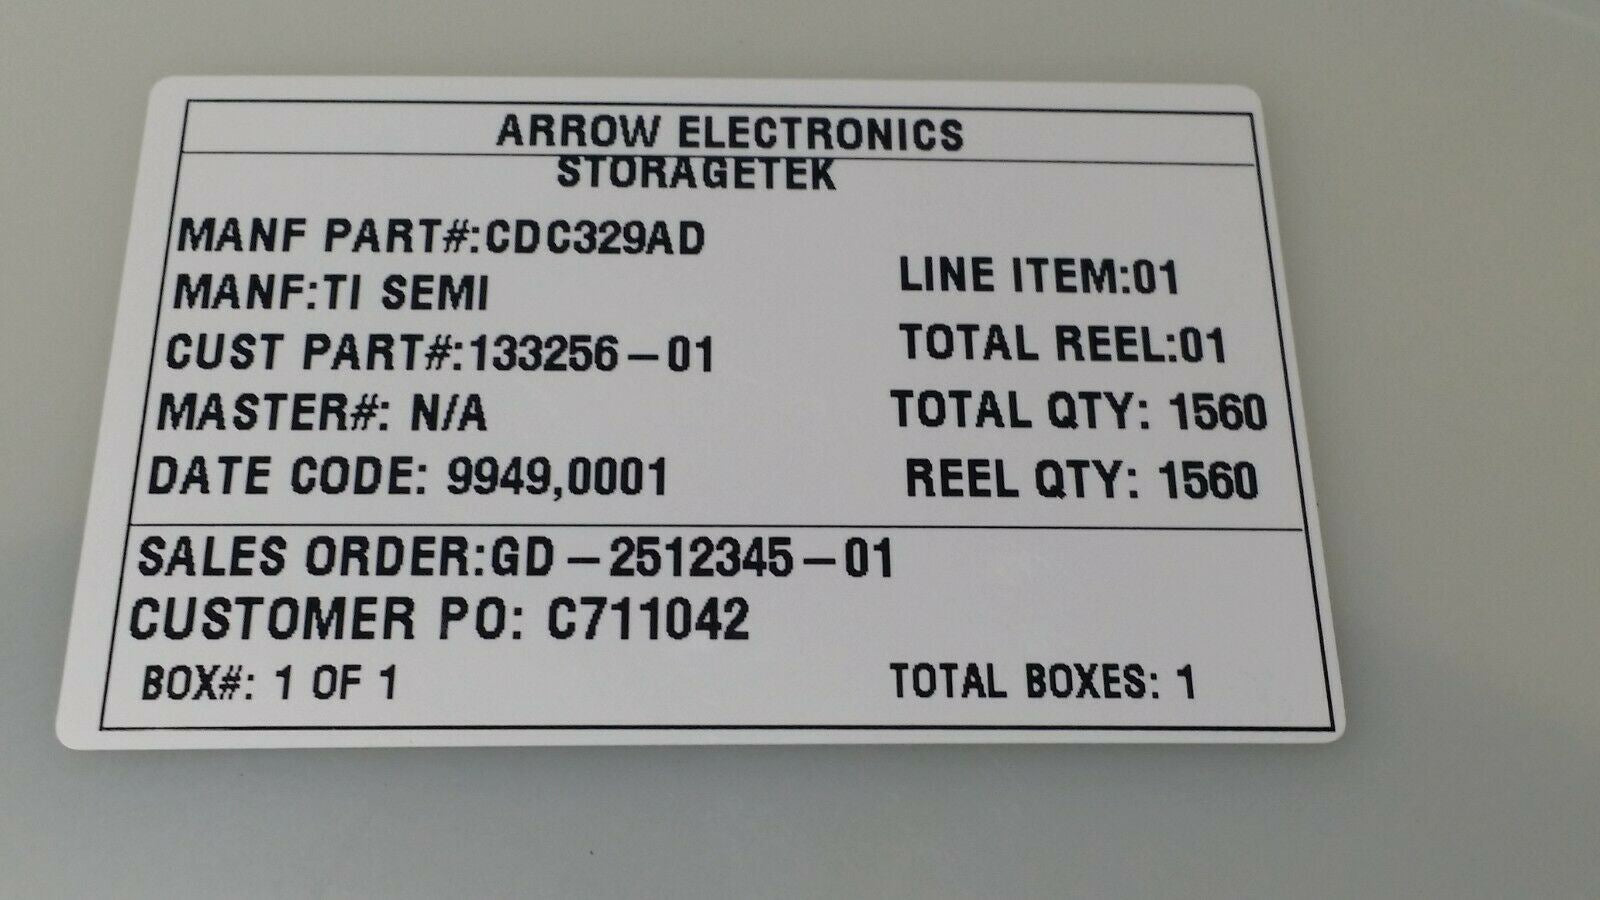 ARROW ELECTRONICS
STORAGETEK
MANF PART#:CDC329AD
MANF:TI SEMI
LINE ITEM:01
CUST PART#:133256-01
TOTAL REEL:01
MASTER#: N/A
TOTAL QTY: 1560
DATE CODE: 9949,0001
REEL QTY: 1560
SALES ORDER:GD-2512345-01
CUSTOMER PO: C711042
BOX#: 1 OF 1
TOTAL BOXES: 1